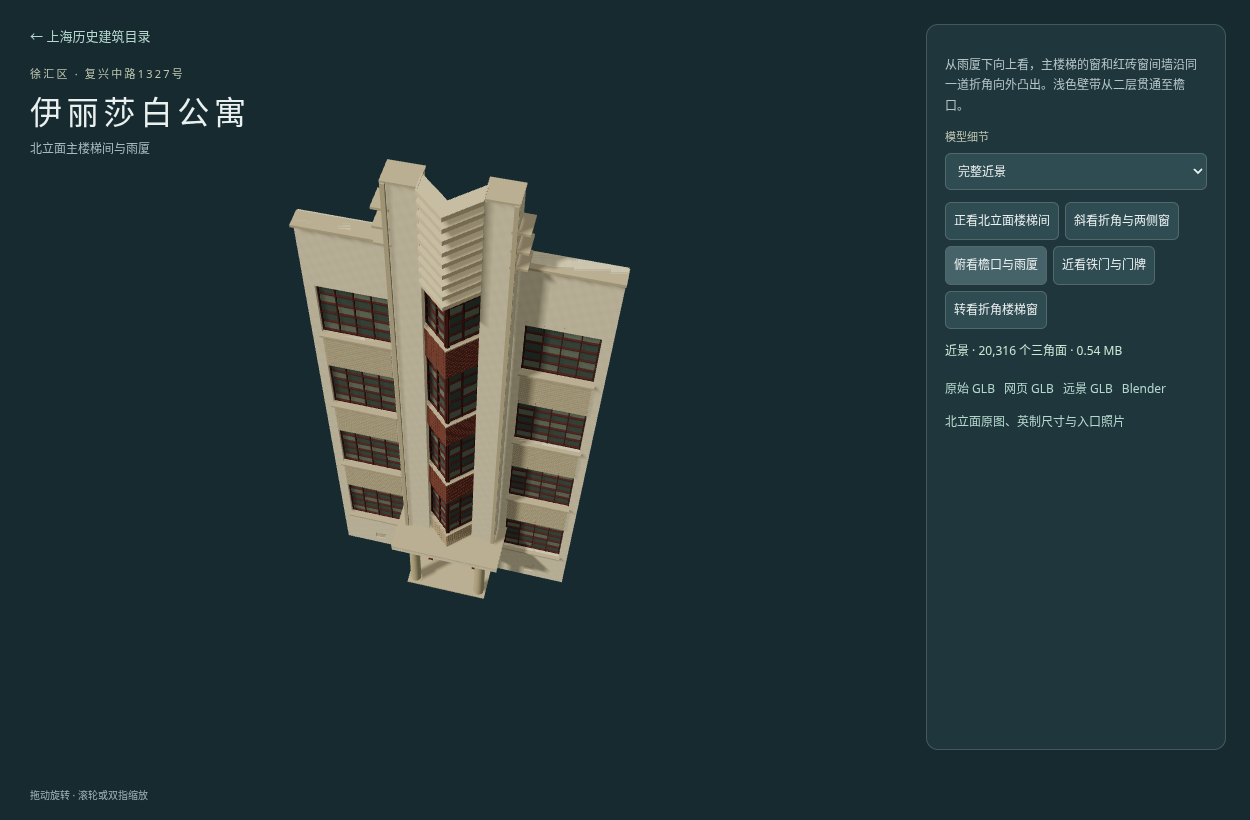 ← 上海历史建筑目录
徐汇区 · 复兴中路1327号
伊丽莎白公寓
北立面主楼梯间与雨厦
从雨厦下向上看，主楼梯的窗和红砖窗间墙沿同
一道折角向外凸出。浅色壁带从二层贯通至檐
口。
模型细节
完整近景
正看北立面楼梯间 斜看折角与两侧窗
俯看檐口与雨厦 近看铁门与门牌
转看折角楼梯窗
近景 · 20,316 个三角面 · 0.54 MB
原始 GLB 网页 GLB 远景 GLB Blender
北立面原图、英制尺寸与入口照片
拖动旋转 · 滚轮或双指缩放